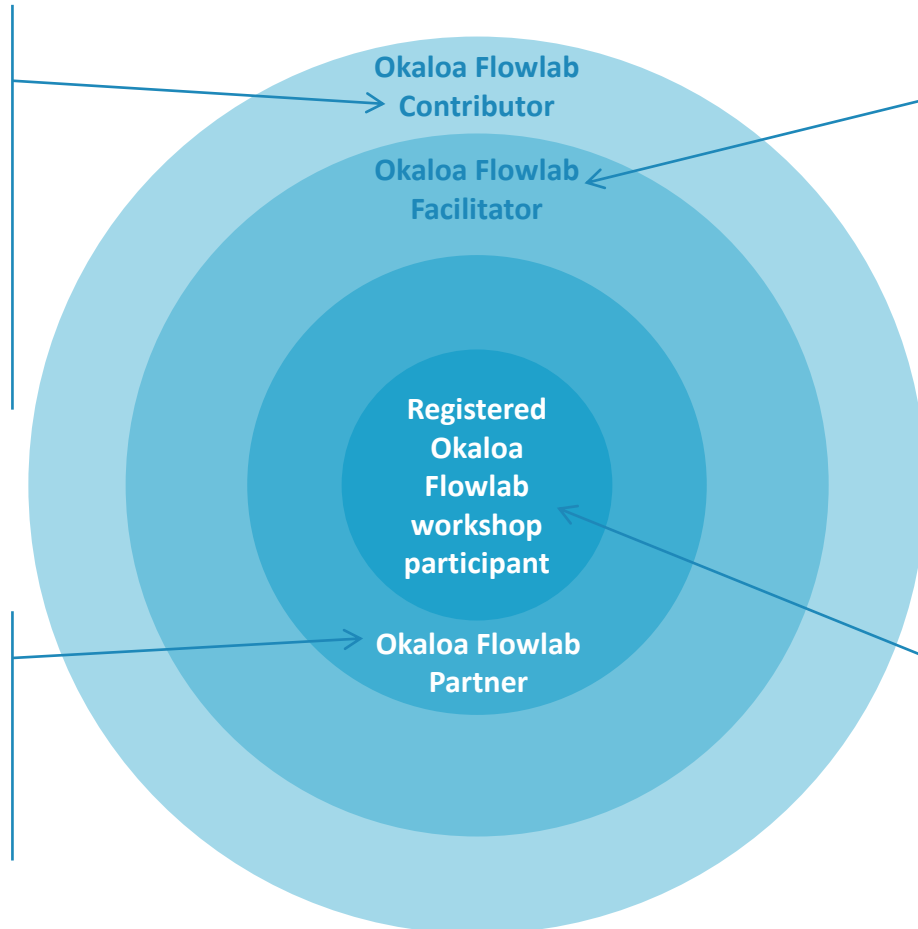 Okaloa Flowlab
Contributor
Okaloa Flowlab
Facilitator
Registered
Okaloa
Flowlab
workshop
participant
Okaloa Flowlab
Partner